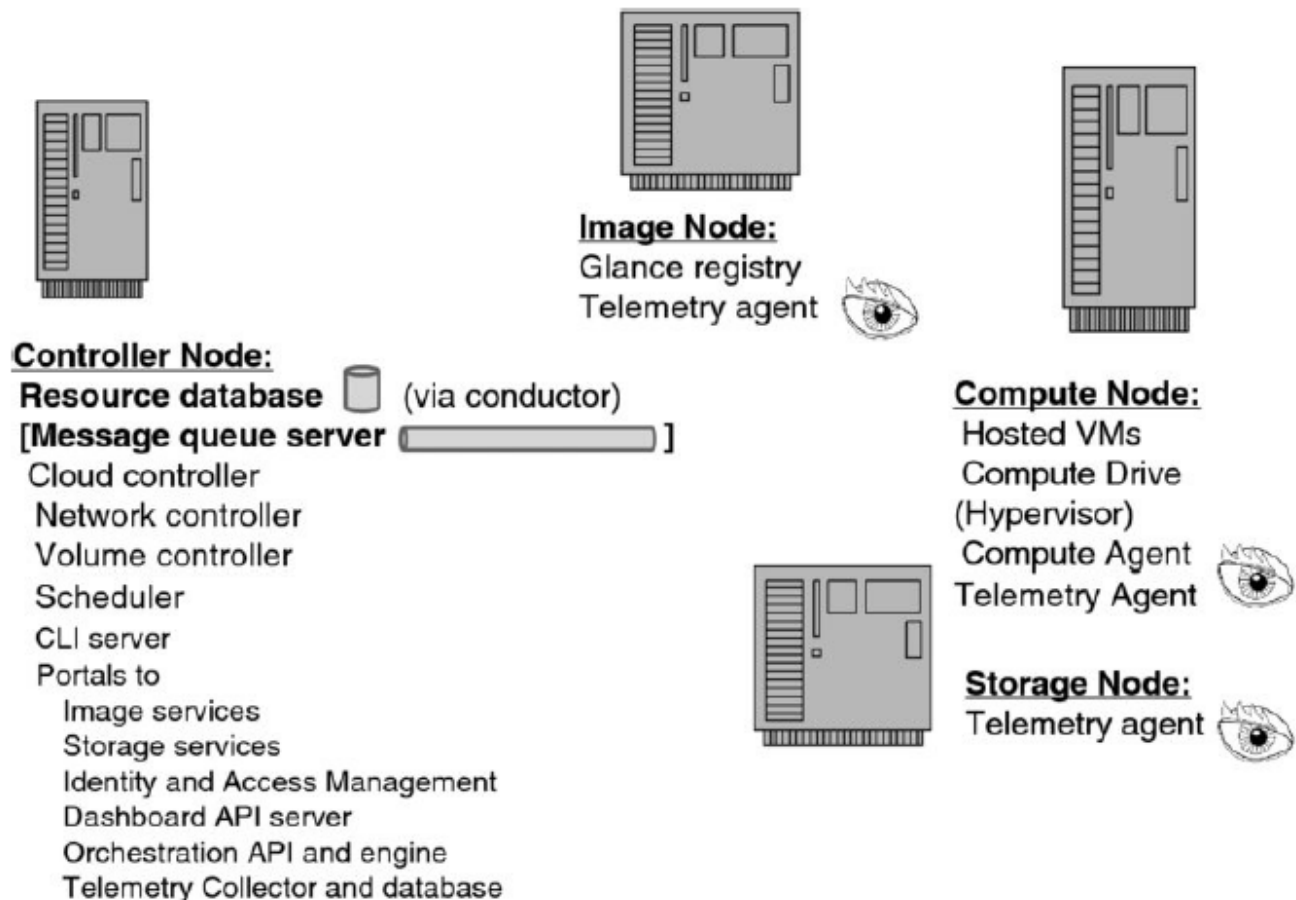 Image Node:
Glance registry
Telemetry agent
Controller Node:
Resource database (via conductor)
[Message queue server ]
Cloud controller
Network controller
Volume controller
Scheduler
CLI server
Portals to
Image services
Storage services
Identity and Access Management
Dashboard API server
Orchestration API and engine
Telemetry Collector and database
Compute Node:
Hosted VMs
Compute Drive
(Hypervisor)
Compute Agent
Telemetry Agent
Storage Node:
Telemetry agent